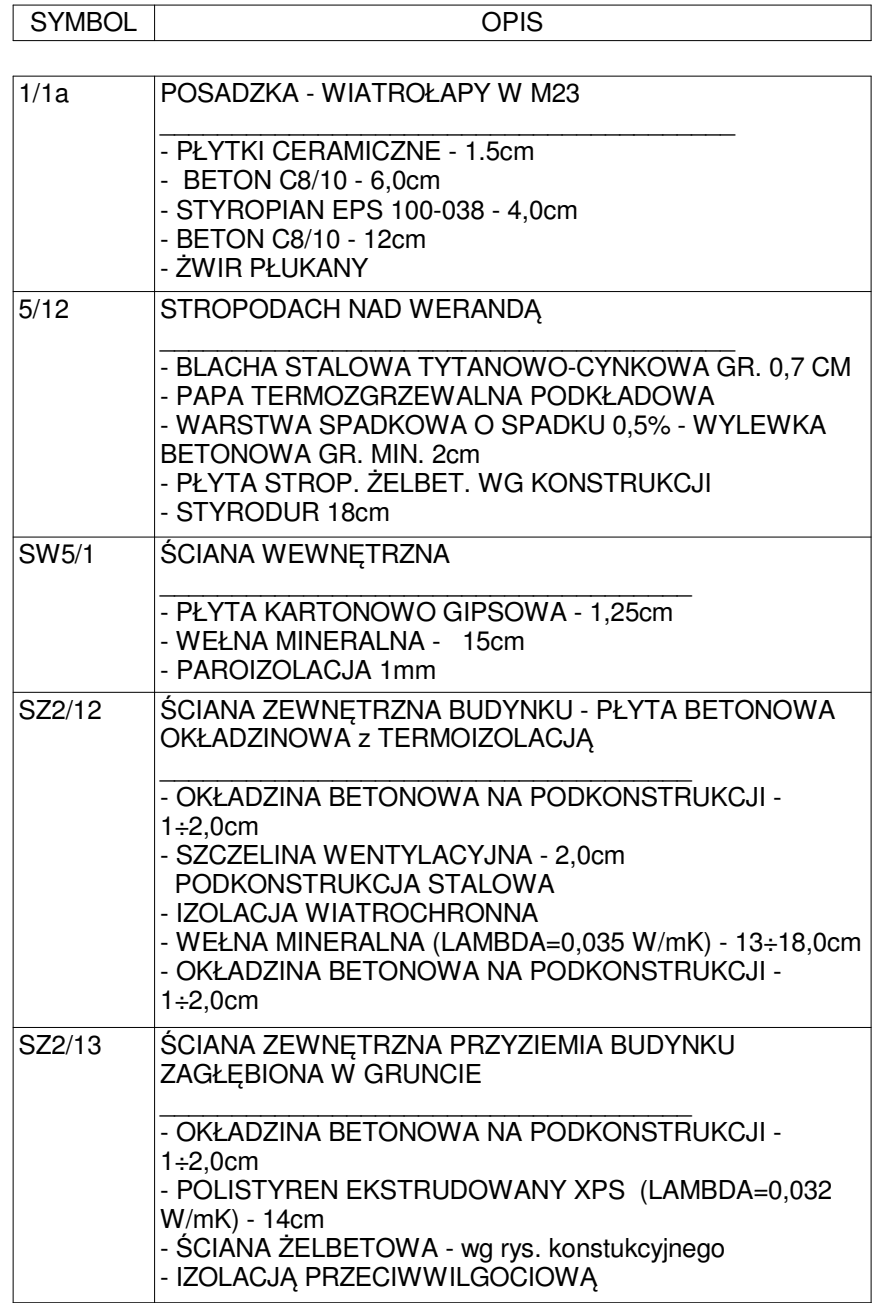 SYMBOL OPIS
1/1a POSADZKA - WIATROŁAPY W M23
- PŁYTKI CERAMICZNE - 1.5cm
- BETON C8/10 - 6,0cm
- STYROPIAN EPS 100-038 - 4,0cm
- BETON C8/10 - 12cm
- ŻWIR PŁUKANY
5/12 STROPODACH NAD WERANDĄ
- BLACHA STALOWA TYTANOWO-CYNKOWA GR. 0,7 CM
- PAPA TERMOZGRZEWALNA PODKŁADOWA
- WARSTWA SPADKOWA O SPADKU 0,5% - WYLEWKA
BETONOWA GR. MIN. 2cm
- PŁYTA STROP. ŻELBET. WG KONSTRUKCJI
- STYRODUR 18cm
SW5/1 ŚCIANA WEWNĘTRZNA
- PŁYTA KARTONOWO GIPSOWA - 1,25cm
- WEŁNA MINERALNA - 15cm
- PAROIZOLACJA 1mm
SZ2/12 ŚCIANA ZEWNĘTRZNA BUDYNKU - PŁYTA BETONOWA
OKŁADZINOWA z TERMOIZOLACJĄ
- OKŁADZINA BETONOWA NA PODKONSTRUKCJI -
1÷2,0cm
- SZCZELINA WENTYLACYJNA - 2,0cm
PODKONSTRUKCJA STALOWA
- IZOLACJA WIATROCHRONNA
- WEŁNA MINERALNA (LAMBDA=0,035 W/mK) - 13÷18,0cm
- OKŁADZINA BETONOWA NA PODKONSTRUKCJI -
1÷2,0cm
SZ2/13 ŚCIANA ZEWNĘTRZNA PRZYZIEMIA BUDYNKU
ZAGŁĘBIONA W GRUNCIE
- OKŁADZINA BETONOWA NA PODKONSTRUKCJI -
1÷2,0cm
- POLISTYREN EKSTRUDOWANY XPS (LAMBDA=0,032
W/mK) - 14cm
- ŚCIANA ŻELBETOWA - wg rys. konstukcyjnego
- IZOLACJĄ PRZECIWWILGOCIOWĄ